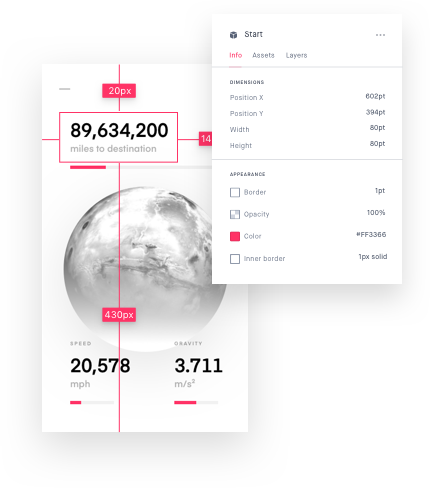 Start
Info Assets Layers
DIMENSIONS
Position X 602pt
Position Y 394pt
Width 80pt
Height 80pt
APPEARANCE
Border 1pt
Opacity 100%
Color #FF3366
Inner border 1px solid
20px
89,634,200
miles to destination
14
430px
SPEED
20,578
mph
GRAVITY
3.711
m/s²